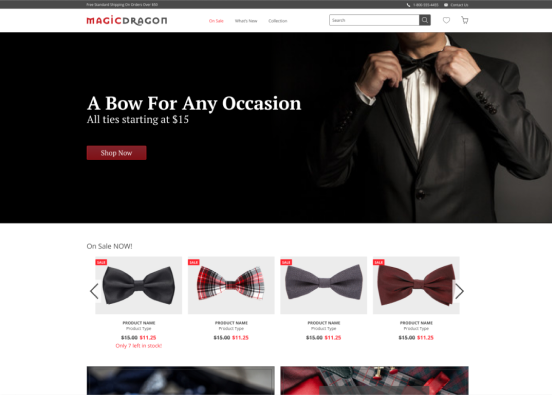 Free Standard Shipping On Orders Over $50
1-800-555-4455
Contact Us
MAGICDRAGON
On Sale
What's New
Collection
Search
A Bow For Any Occasion
All ties starting at $15
Shop Now
On Sale NOW!
SALE
SALE
SALE
SALE
PRODUCT NAME
PRODUCT NAME
PRODUCT NAME
PRODUCT NAME
Product Type
Product Type
Product Type
Product Type
$15.00 $11.25
$15.00 $11.25
$15.00 $11.25
$15.00 $11.25
Only 7 left in stock!